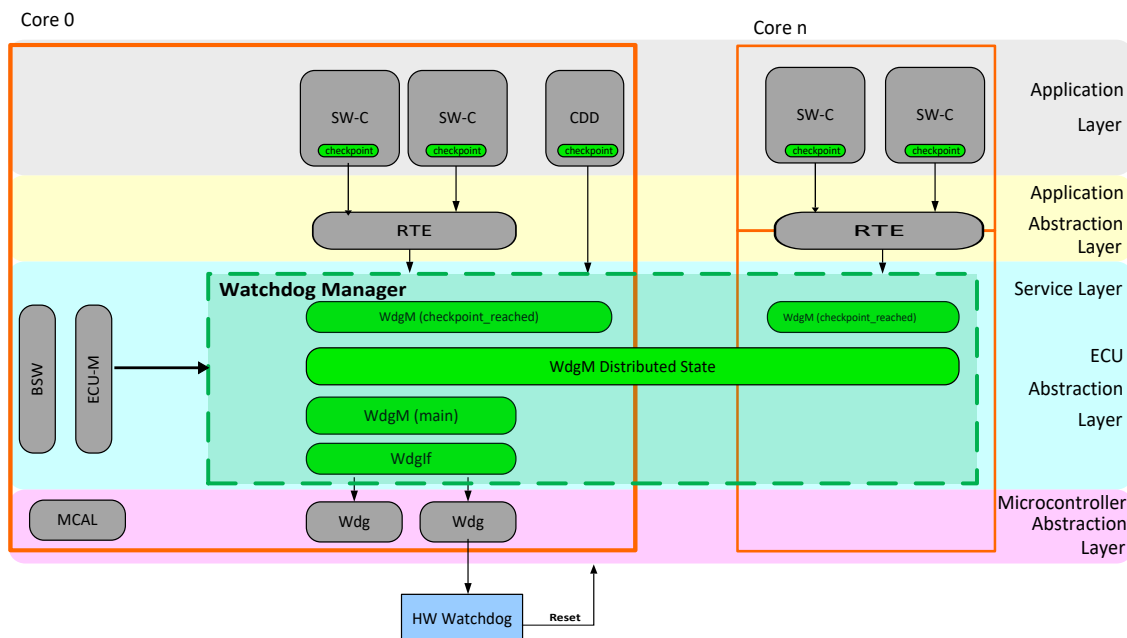 Core 0
Core n
SW-C
checkpoint
SW-C
checkpoint
CDD
checkpoint
SW-C
checkpoint
SW-C
checkpoint
Application
Layer
RTE
RTE
Application
Abstraction
Layer
Watchdog Manager
WdgM (checkpoint_reached)
WdgM (checkpoint_reached)
WdgM Distributed State
WdgM (main)
WdgIf
BSW
ECU-M
Service Layer
ECU
Abstraction
Layer
MCAL
Wdg
Wdg
Microcontroller
Abstraction
Layer
HW Watchdog
Reset